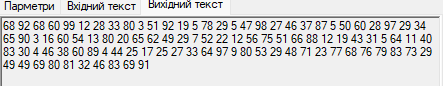 Парметри Вхідний текст Вихідний текст
88 92 68 60 99 12 28 33 80 3 51 92 19 5 78 29 5 47 98 27 46 37 87 5 50 60 28 97 29 34
65 90 3 16 60 54 13 80 20 65 62 49 29 7 52 22 12 56 75 51 66 88 12 19 43 31 5 64 11 40
83 30 4 46 38 60 89 4 44 25 17 25 27 33 64 97 9 80 53 29 48 71 23 77 68 76 79 83 73 29
49 49 69 80 81 32 46 83 69 91